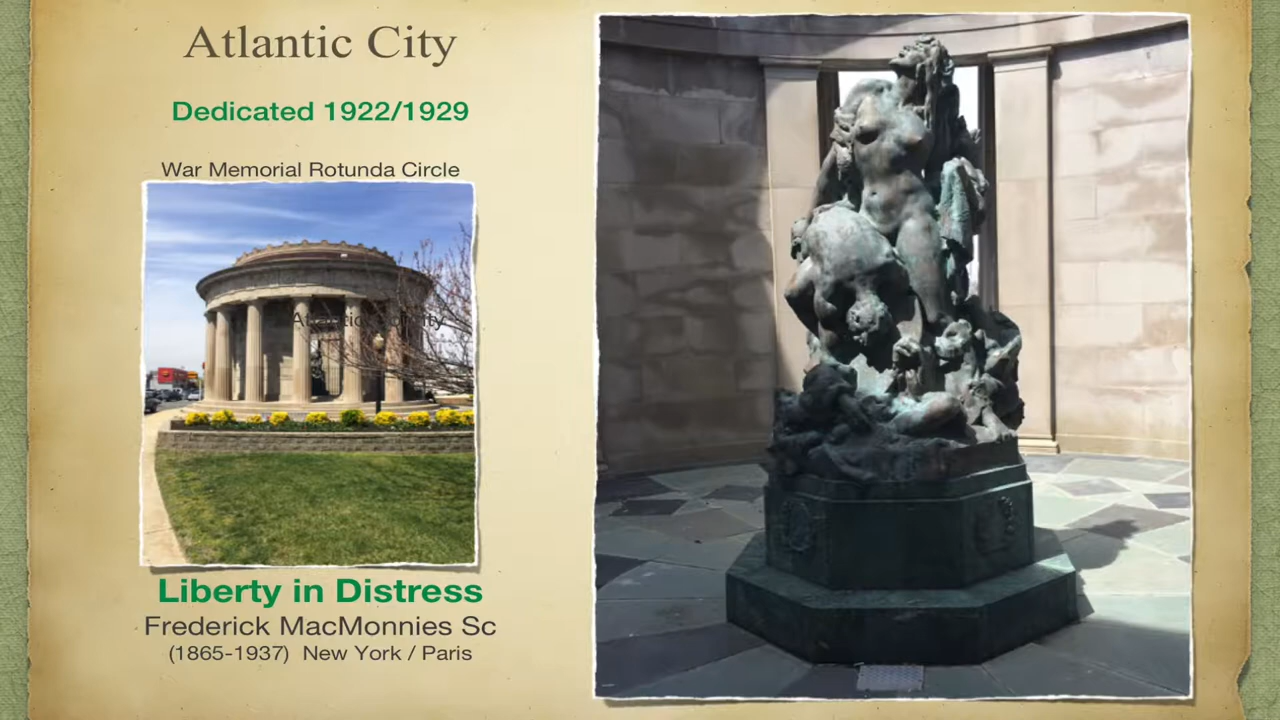 Atlantic City
Dedicated 1922/1929
War Memorial Rotunda Circle
Liberty in Distress
Frederick MacMonnies Sc
(1865-1937) New York / Paris